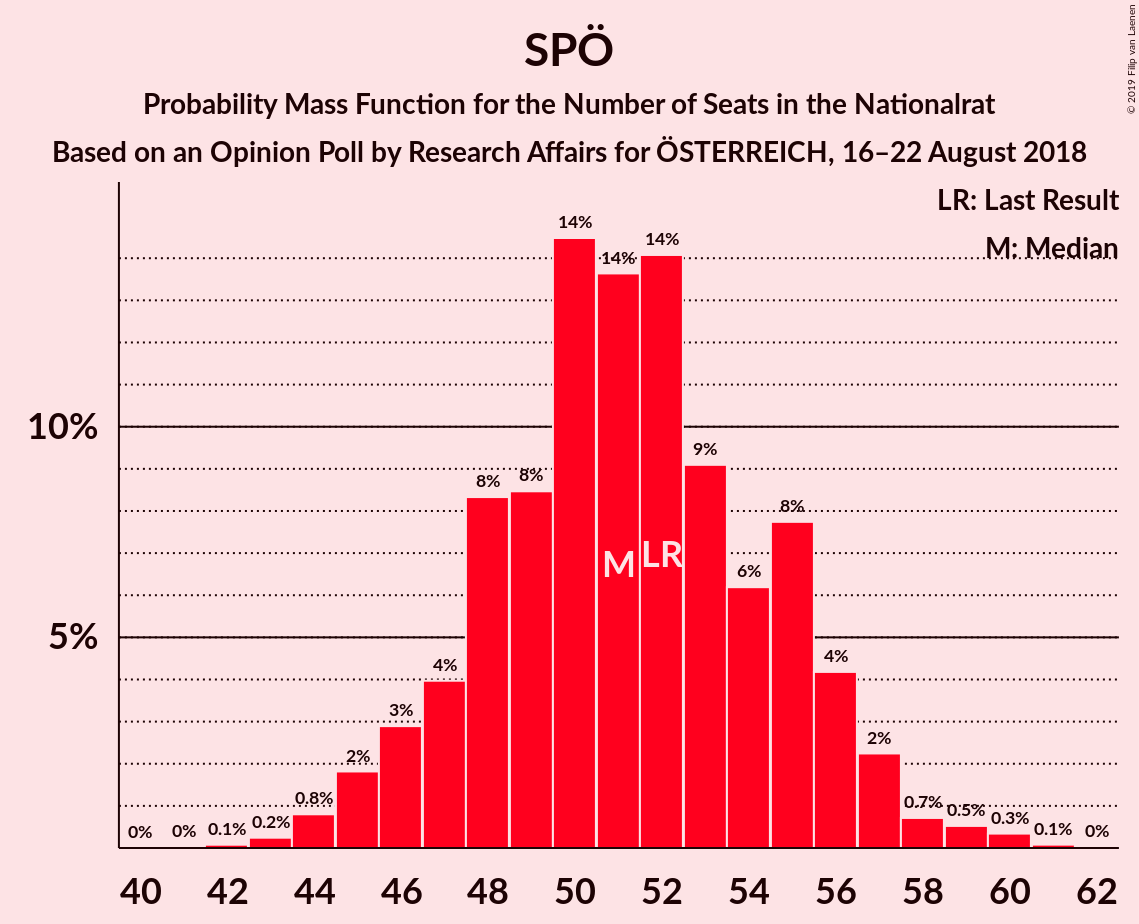 SPÖ
Probability Mass Function for the Number of Seats in the Nationalrat
Based on an Opinion Poll by Research Affairs for ÖSTERREICH, 16–22 August 2018
© 2019 Filip van Laenen
LR: Last Result
M: Median
10%
5%
0%
0%
0.1%
0.2%
0.8%
2%
3%
4%
8%
8%
14%
14%
14%
9%
6%
8%
4%
2%
0.7%
0.5%
0.3%
0.1%
0%
M
LR
40 42 44 46 48 50 52 54 56 58 60 62